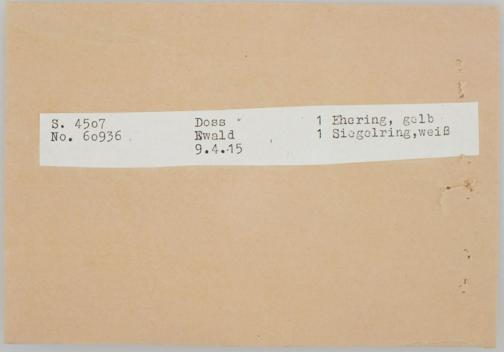 S. 4507 Doss 1 Ehering, gelb
No. 60936 Ewald 1 Siegelring,weiß
9.4.15